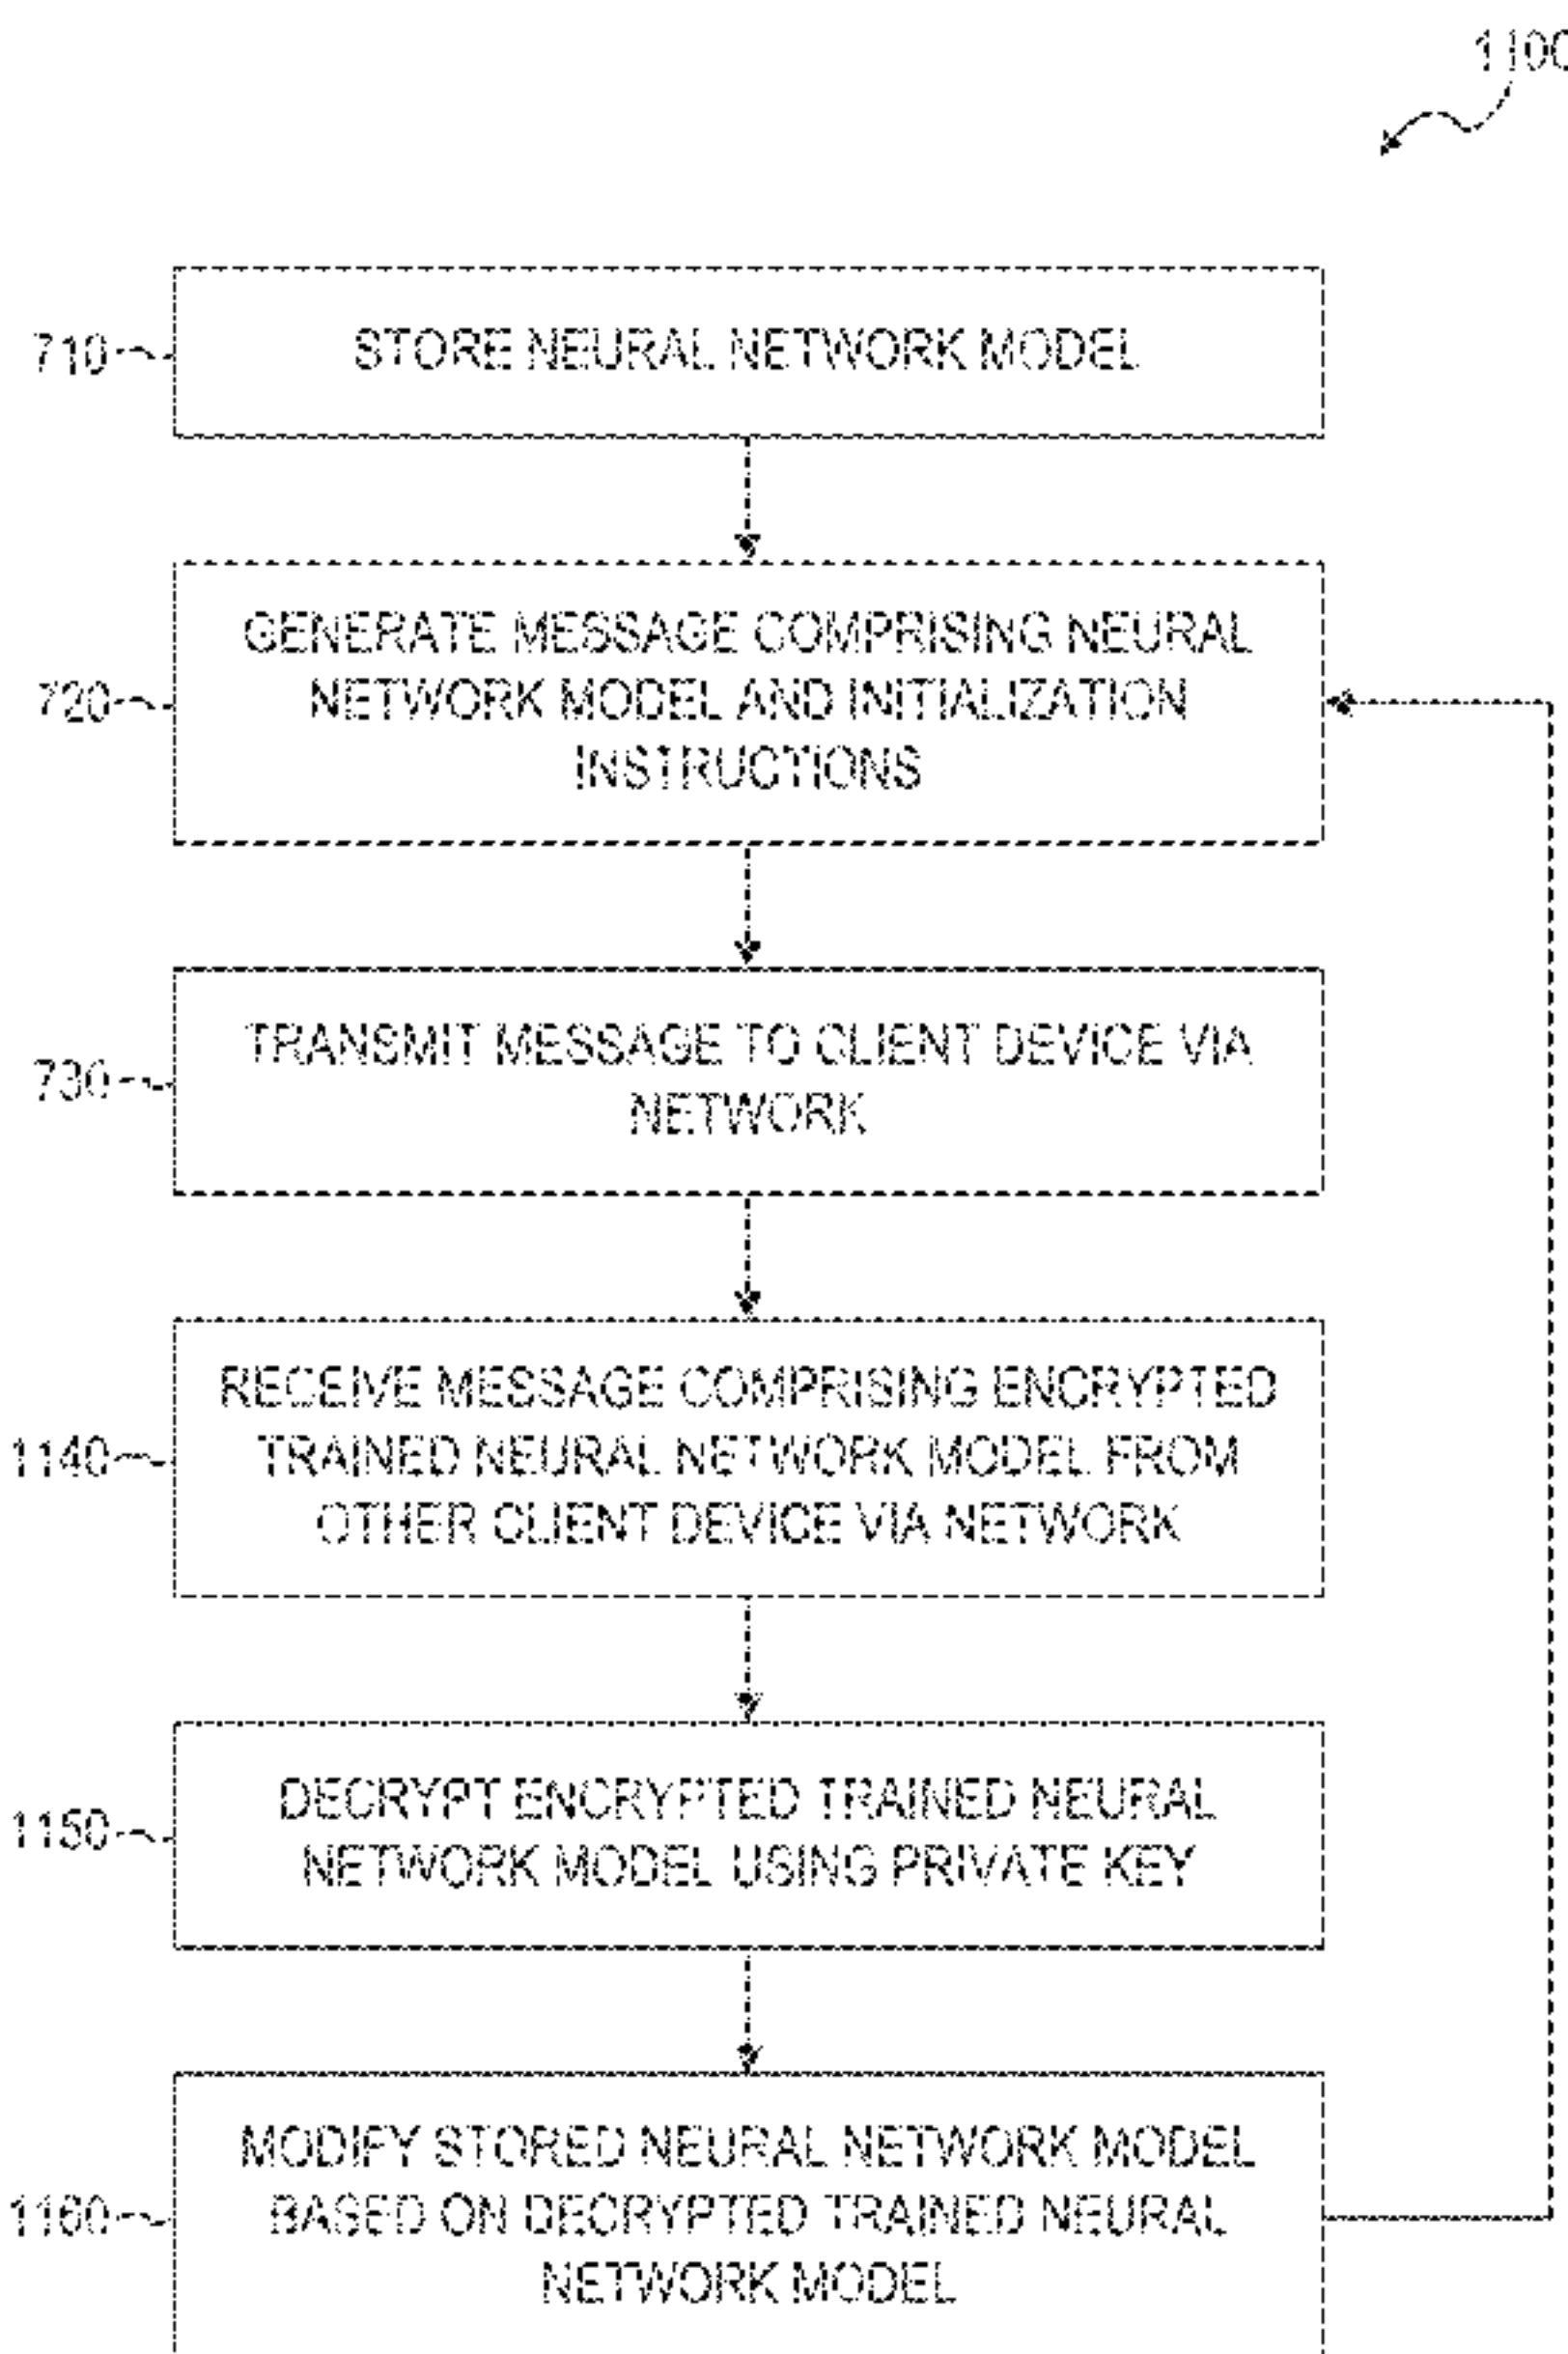 1100
710
STORE NEURAL NETWORK MODEL
720
GENERATE MESSAGE COMPRISING NEURAL
NETWORK MODEL AND INITIALIZATION
INSTRUCTIONS
730
TRANSMIT MESSAGE TO CLIENT DEVICE VIA
NETWORK
1140
RECEIVE MESSAGE COMPRISING ENCRYPTED
TRAINED NEURAL NETWORK MODEL FROM
OTHER CLIENT DEVICE VIA NETWORK
1150
DECRYPT ENCRYPTED TRAINED NEURAL
NETWORK MODEL USING PRIVATE KEY
1160
MODIFY STORED NEURAL NETWORK MODEL
BASED ON DECRYPTED TRAINED NEURAL
NETWORK MODEL